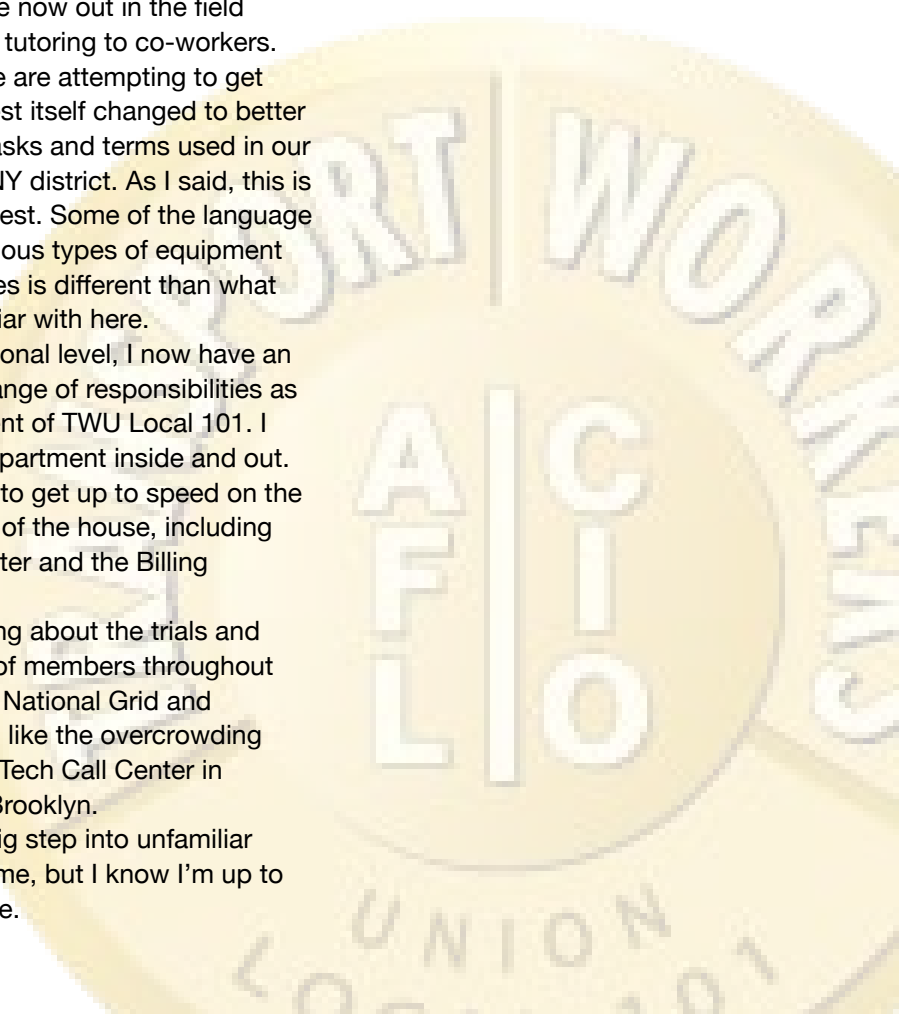 e now out in the field
tutoring to co-workers.
e are attempting to get
st itself changed to better
asks and terms used in our
NY district. As I said, this is
est. Some of the language
ious types of equipment
es is different than what
iar with here.
onal level, I now have an
ange of responsibilities as
nt of TWU Local 101. I
partment inside and out.
to get up to speed on the
of the house, including
ter and the Billing
ng about the trials and
of members throughout
National Grid and
like the overcrowding
Tech Call Center in
Brooklyn.
ig step into unfamiliar
me, but I know I'm up to
e.
TRANSPORT WORKERS
A F L
C I O
UNION
LOCAL 101